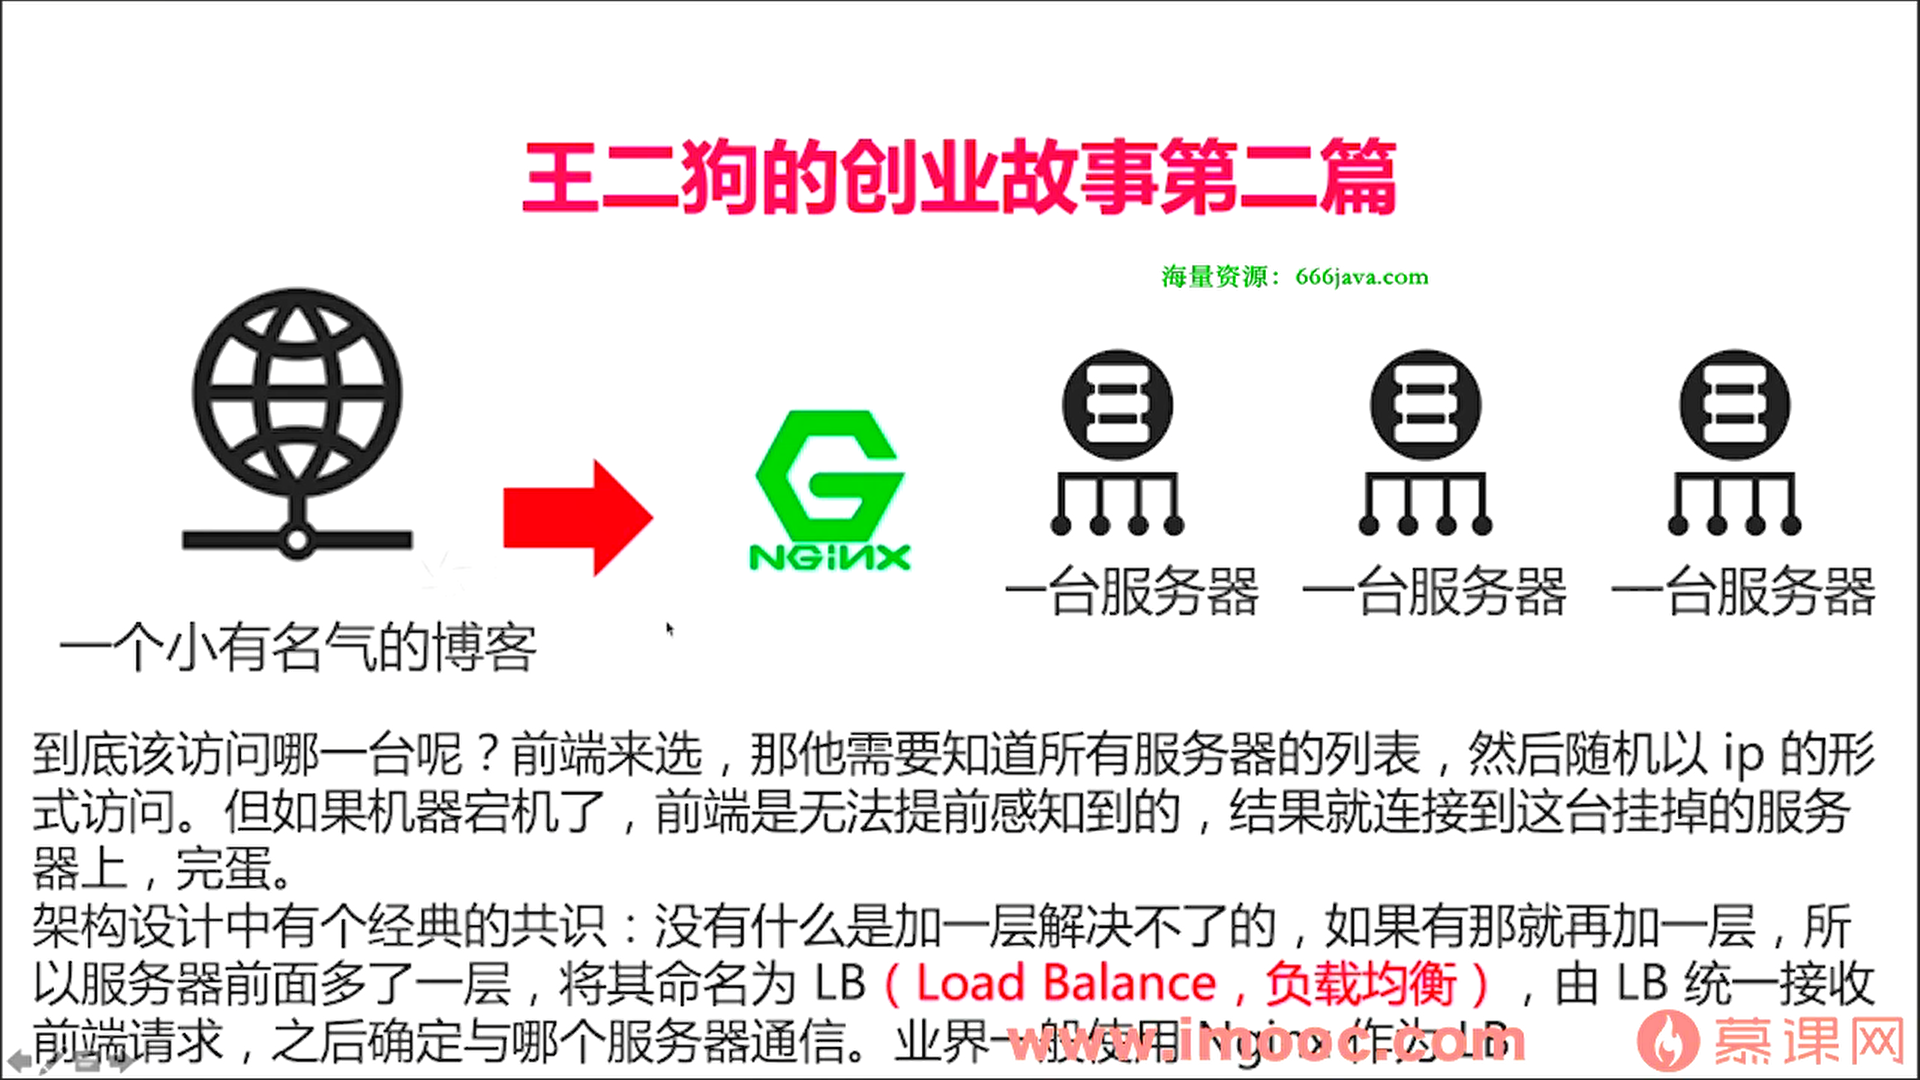 王二狗的创业故事第二篇
海量资源：666java.com
NGiNX
一台服务器 一台服务器 一台服务器
一个小有名气的博客
到底该访问哪一台呢？前端来选，那他需要知道所有服务器的列表，然后随机以 ip 的形
式访问。但如果机器宕机了，前端是无法提前感知到的，结果就连接到这台挂掉的服务
器上，完蛋。
架构设计中有个经典的共识：没有什么是加一层解决不了的，如果有那就再加一层，所
以服务器前面多了一层，将其命名为 LB（Load Balance，负载均衡），由 LB 统一接收
前端请求，之后确定与哪个服务器通信。业界一般使用 Nginx 作为 LB
www.imooc.com
慕课网